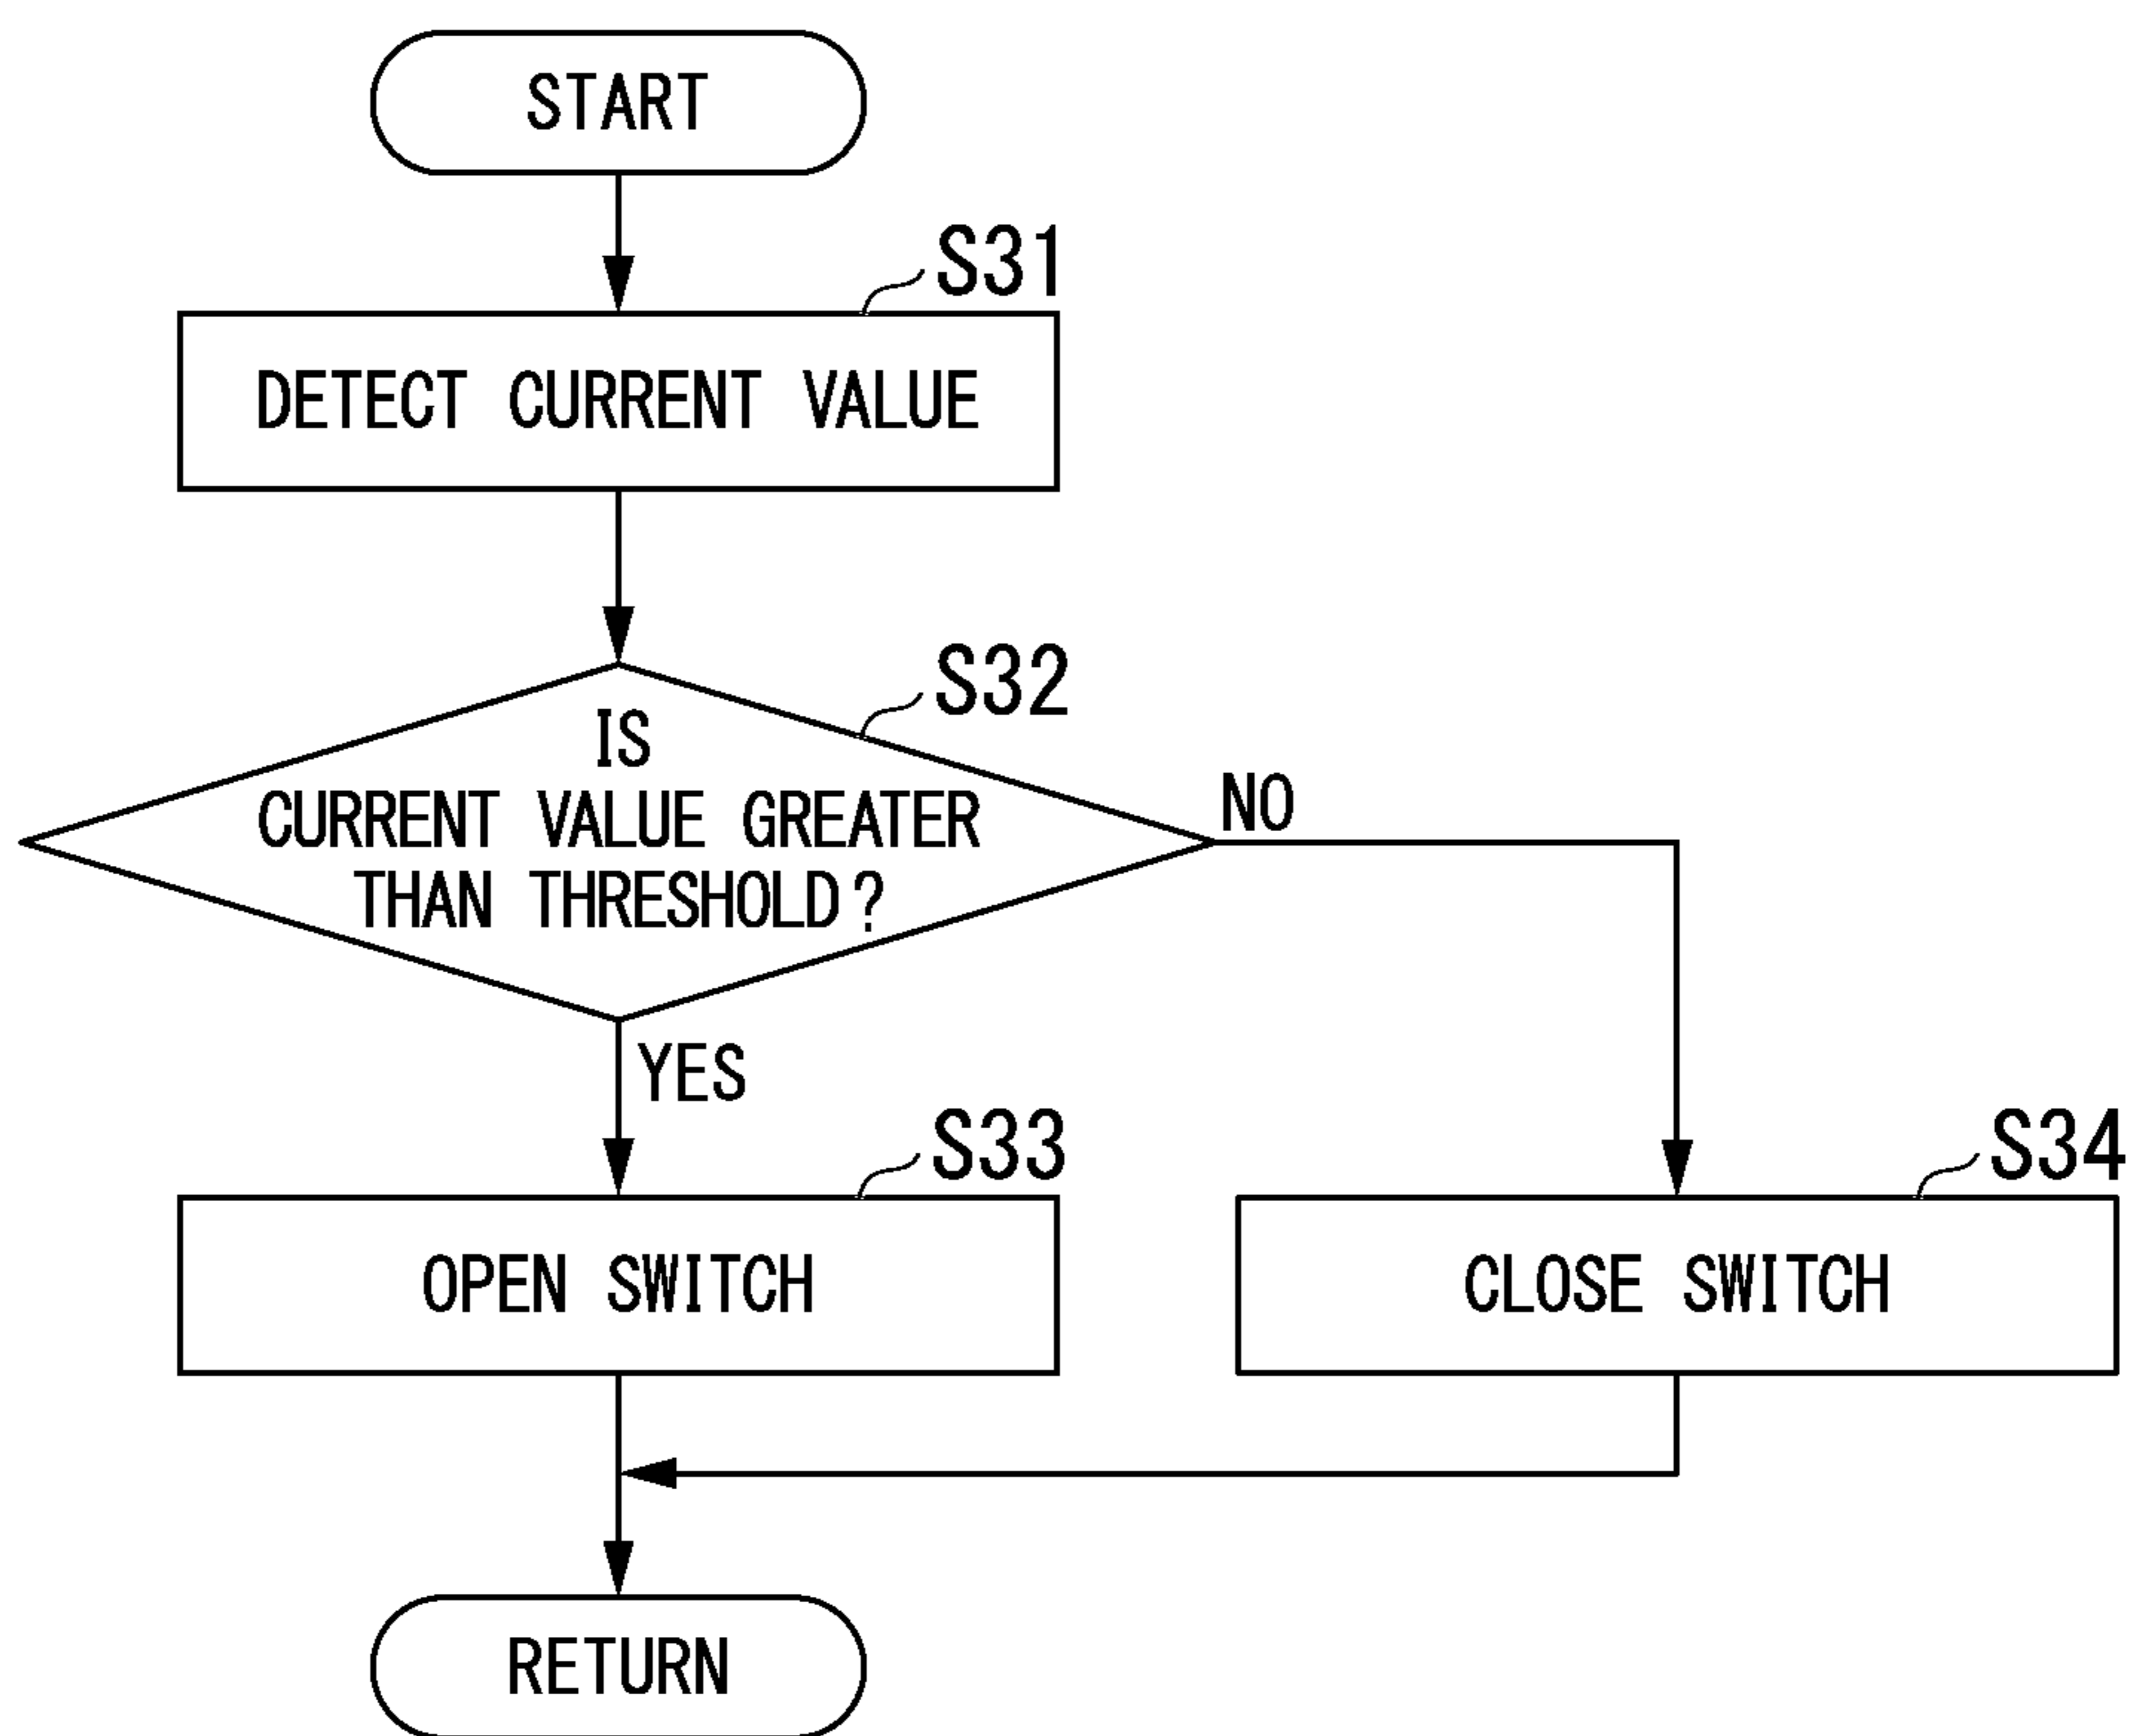 START
S31
DETECT CURRENT VALUE
S32
IS
CURRENT VALUE GREATER
THAN THRESHOLD?
NO
YES
S33
OPEN SWITCH
S34
CLOSE SWITCH
RETURN